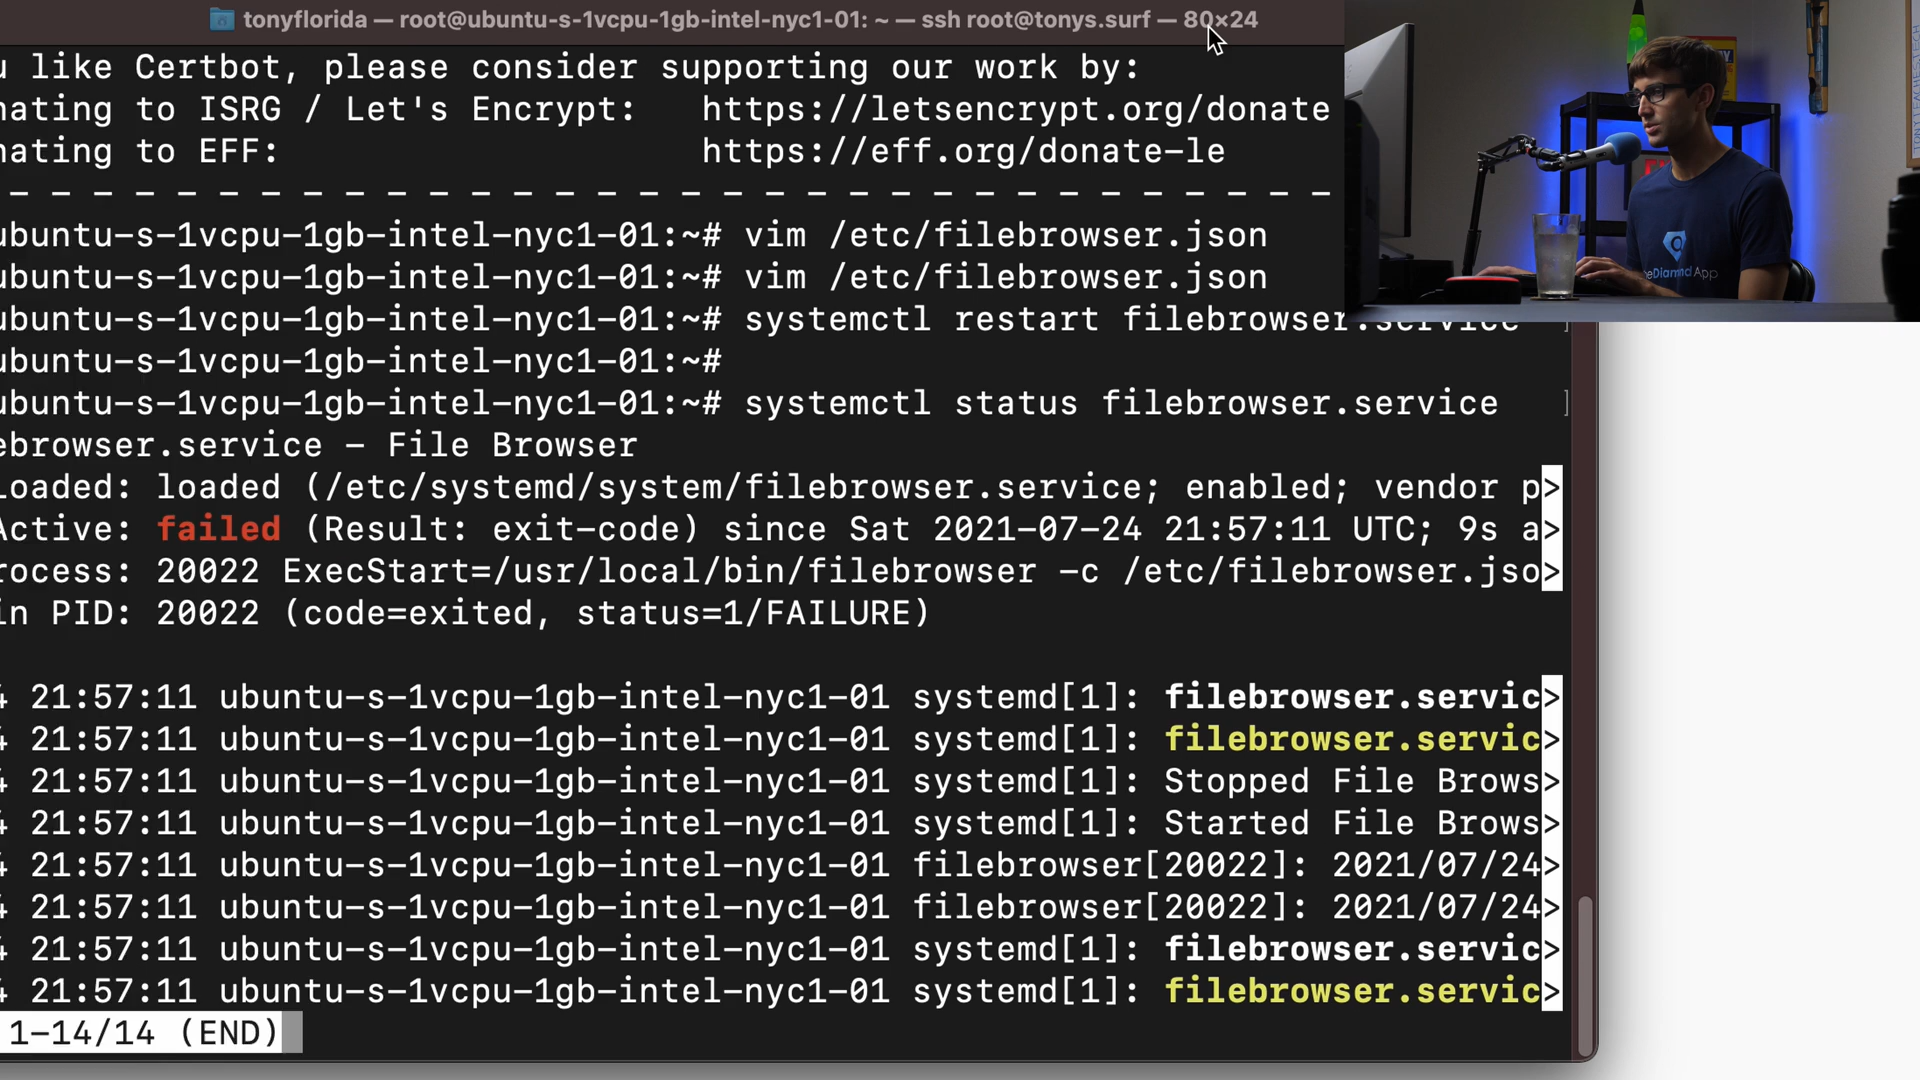 tonyflorida — root@ubuntu-s-1vcpu-1gb-intel-nyc1-01: ~ — ssh root@tonys.surf — 80×24
u like Certbot, please consider supporting our work by:
nating to ISRG / Let's Encrypt:   https://letsencrypt.org/donate
nating to EFF:                    https://eff.org/donate-le
- - - - - - - - - - - - - - - - - - - - - - - - - - - - - - - -
ubuntu-s-1vcpu-1gb-intel-nyc1-01:~# vim /etc/filebrowser.json
ubuntu-s-1vcpu-1gb-intel-nyc1-01:~# vim /etc/filebrowser.json
ubuntu-s-1vcpu-1gb-intel-nyc1-01:~# systemctl restart filebrowser.service ]
ubuntu-s-1vcpu-1gb-intel-nyc1-01:~#
ubuntu-s-1vcpu-1gb-intel-nyc1-01:~# systemctl status filebrowser.service ]
ebrowser.service - File Browser
Loaded: loaded (/etc/systemd/system/filebrowser.service; enabled; vendor p>
Active: failed (Result: exit-code) since Sat 2021-07-24 21:57:11 UTC; 9s a>
rocess: 20022 ExecStart=/usr/local/bin/filebrowser -c /etc/filebrowser.jso>
in PID: 20022 (code=exited, status=1/FAILURE)
4 21:57:11 ubuntu-s-1vcpu-1gb-intel-nyc1-01 systemd[1]: filebrowser.servic>
4 21:57:11 ubuntu-s-1vcpu-1gb-intel-nyc1-01 systemd[1]: filebrowser.servic>
4 21:57:11 ubuntu-s-1vcpu-1gb-intel-nyc1-01 systemd[1]: Stopped File Brows>
4 21:57:11 ubuntu-s-1vcpu-1gb-intel-nyc1-01 systemd[1]: Started File Brows>
4 21:57:11 ubuntu-s-1vcpu-1gb-intel-nyc1-01 filebrowser[20022]: 2021/07/24>
4 21:57:11 ubuntu-s-1vcpu-1gb-intel-nyc1-01 filebrowser[20022]: 2021/07/24>
4 21:57:11 ubuntu-s-1vcpu-1gb-intel-nyc1-01 systemd[1]: filebrowser.servic>
4 21:57:11 ubuntu-s-1vcpu-1gb-intel-nyc1-01 systemd[1]: filebrowser.servic>
1-14/14 (END)
eDiamond App